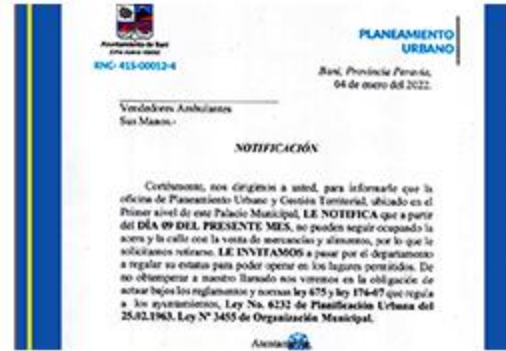 Ayuntamiento de Baní
RNC- 415-00012-4
PLANEAMIENTO
URBANO
Baní, Provincia Peravia,
04 de enero del 2022.
Vendedores Ambulantes
Sus Manos.-
NOTIFICACIÓN
Cortésmente, nos dirigimos a usted, para informarle que la
oficina de Planeamiento Urbano y Gestión Territorial, ubicado en el
Primer nivel de este Palacio Municipal, LE NOTIFICA que a partir
del DÍA 09 DEL PRESENTE MES, no pueden seguir ocupando la
acera y la calle con la venta de mercancías y alimentos, por lo que le
solicitamos retirarse. LE INVITAMOS a pasar por el departamento
a regular su estatus para poder operar en los lugares permitidos. De
no obtemperar a nuestro llamado nos veremos en la obligación de
actuar bajos los reglamentos y normas ley 675 y ley 176-07 que regula
a los ayuntamientos, Ley No. 6232 de Planificación Urbana del
25.02.1963. Ley Nº 3455 de Organización Municipal.